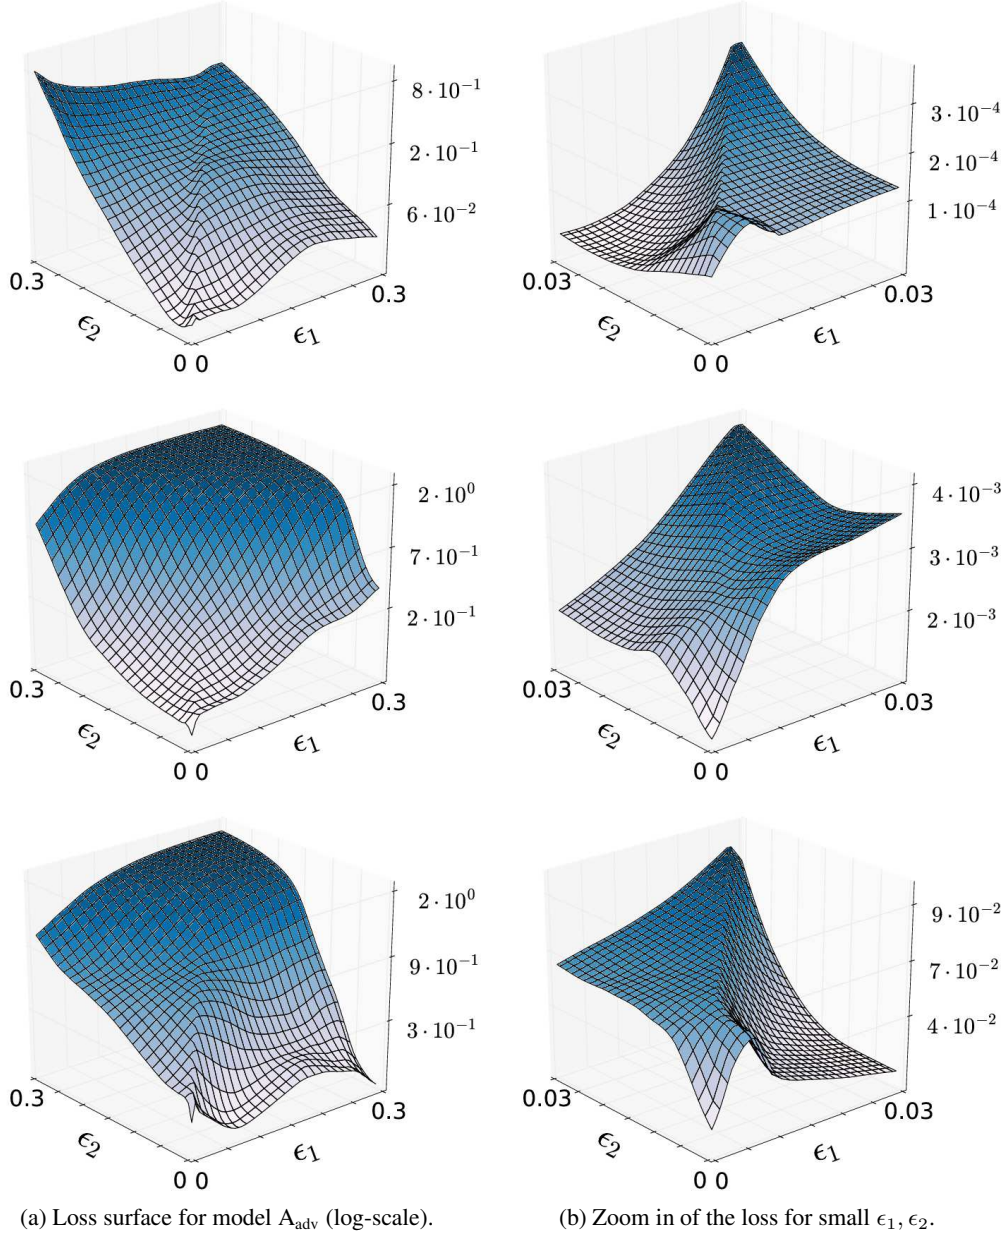 8 · 10⁻¹
2 · 10⁻¹
6 · 10⁻²
0.3
ϵ₂
0 0
ϵ₁
0.3
3 · 10⁻⁴
2 · 10⁻⁴
1 · 10⁻⁴
0.03
ϵ₂
0 0
ϵ₁
0.03
2 · 10⁰
7 · 10⁻¹
2 · 10⁻¹
0.3
ϵ₂
0 0
ϵ₁
0.3
4 · 10⁻³
3 · 10⁻³
2 · 10⁻³
0.03
ϵ₂
0 0
ϵ₁
0.03
2 · 10⁰
9 · 10⁻¹
3 · 10⁻¹
0.3
ϵ₂
0 0
ϵ₁
0.3
9 · 10⁻²
7 · 10⁻²
4 · 10⁻²
0.03
ϵ₂
0 0
ϵ₁
0.03
(a) Loss surface for model A_adv (log-scale).
(b) Zoom in of the loss for small ϵ₁, ϵ₂.